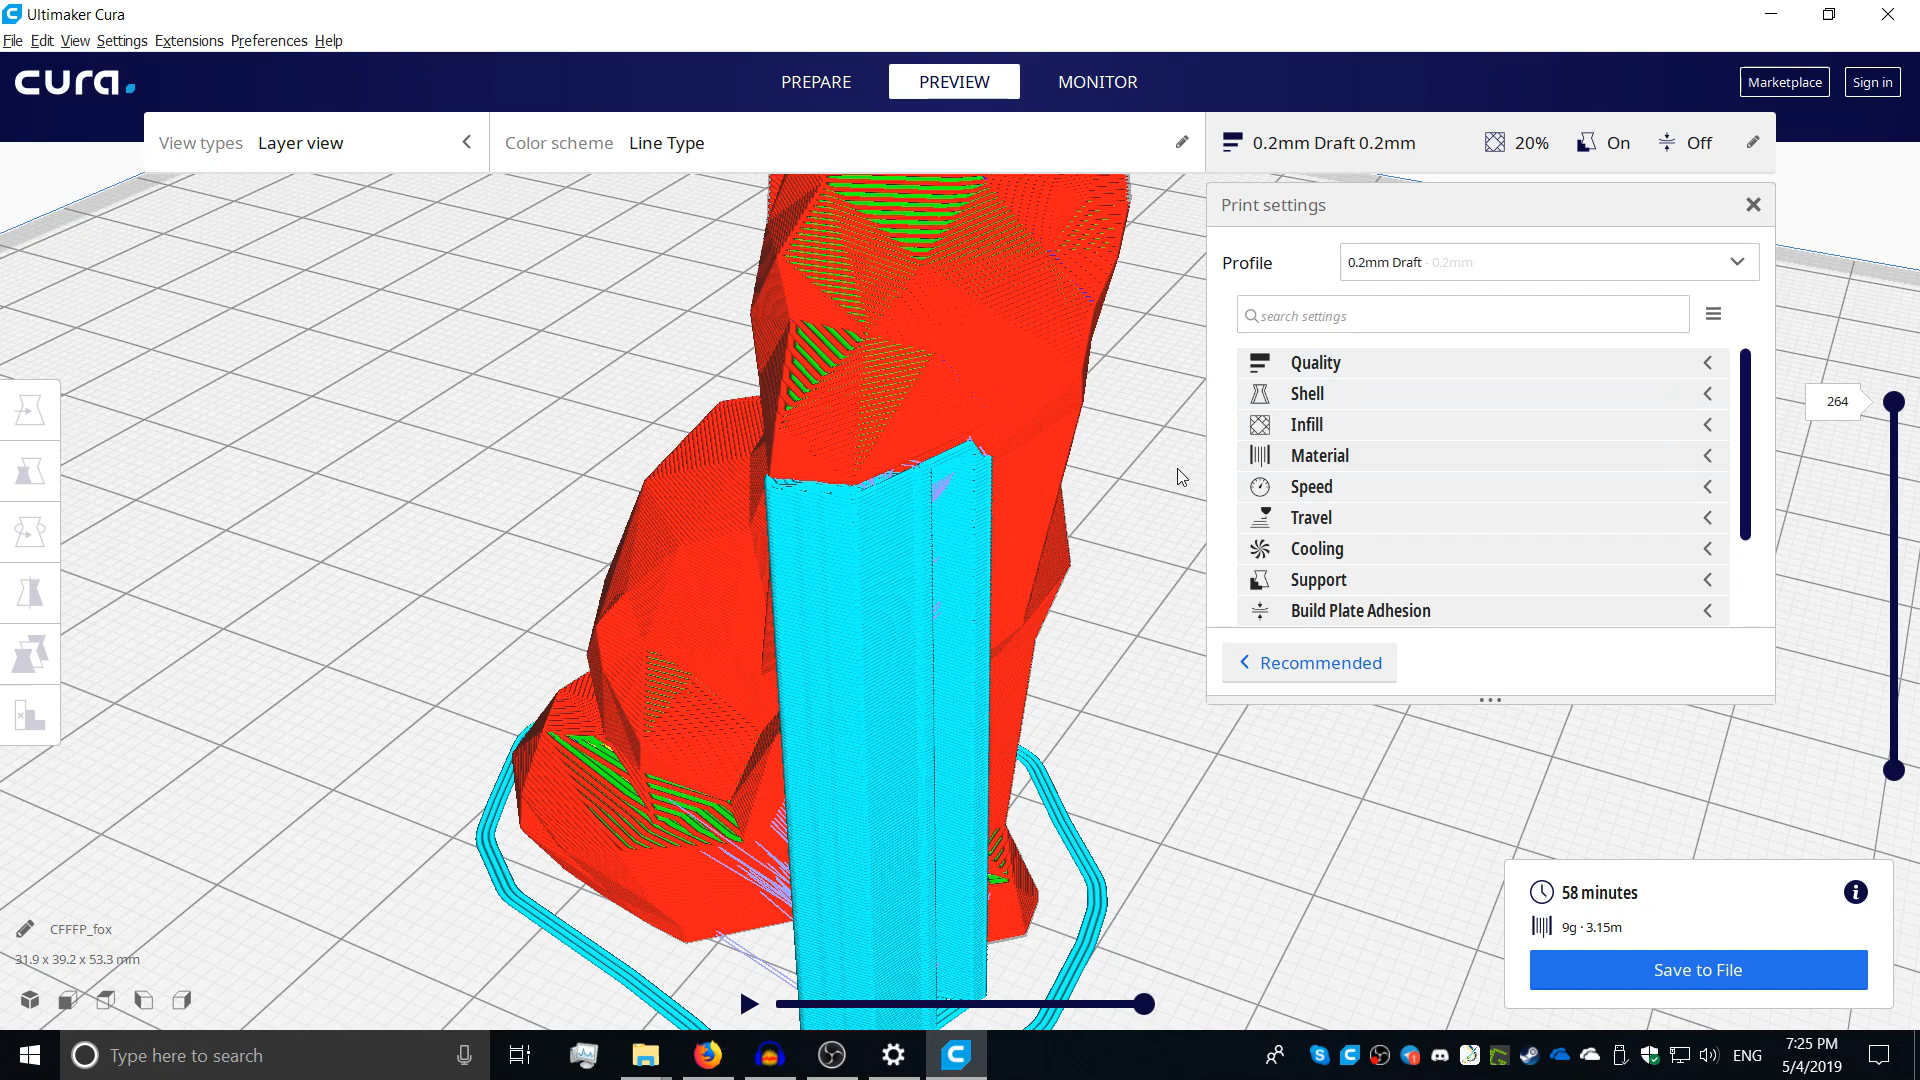 Ultimaker Cura
File Edit View Settings Extensions Preferences Help
cura.
PREPARE PREVIEW MONITOR
Marketplace Sign in
View types Layer view
Color scheme Line Type
0.2mm Draft 0.2mm 20% On Off
Print settings
Profile 0.2mm Draft - 0.2mm
search settings
Quality
Shell
Infill
Material
Speed
Travel
Cooling
Support
Build Plate Adhesion
Recommended
264
58 minutes
9g · 3.15m
Save to File
CFFFP_fox
31.9 x 39.2 x 53.3 mm
Type here to search
ENG
7:25 PM
5/4/2019